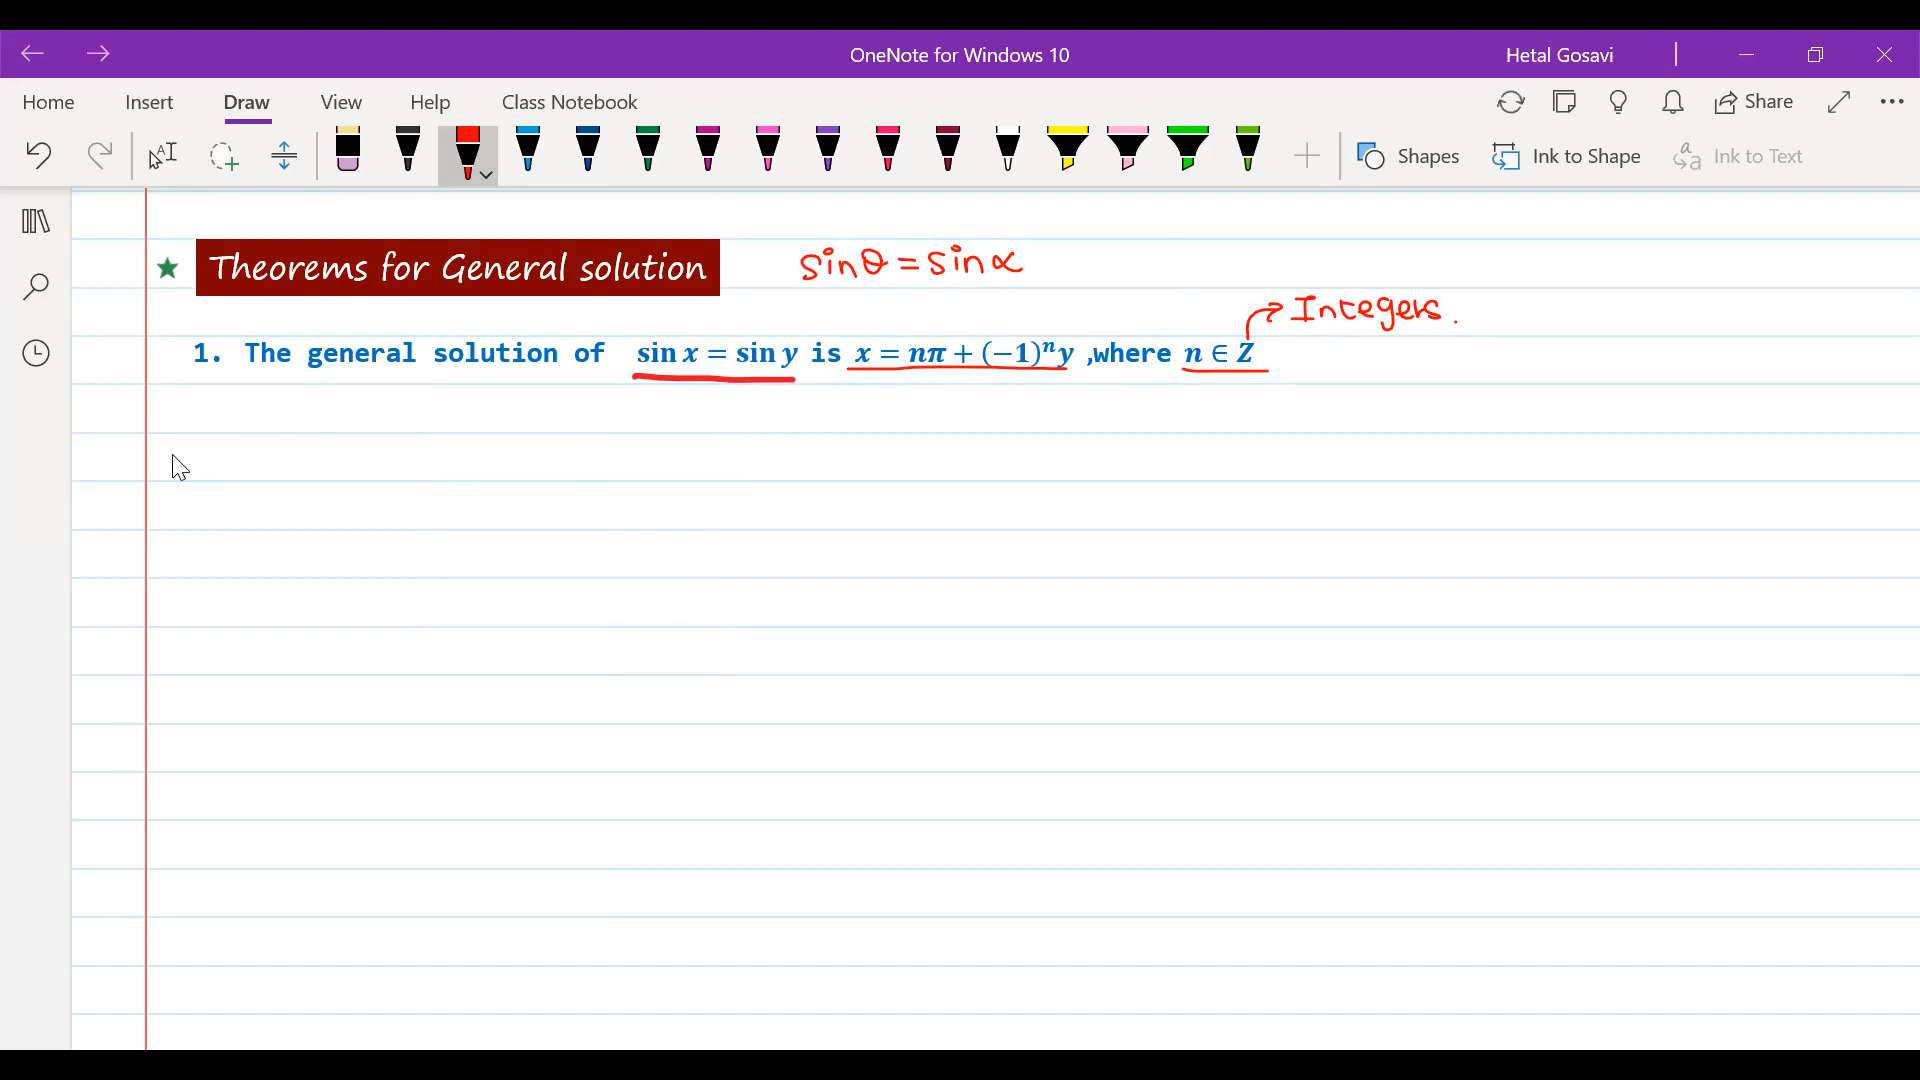 OneNote for Windows 10
Hetal Gosavi
Home Insert Draw View Help Class Notebook Share
Shapes Ink to Shape Ink to Text
Theorems for General solution sinθ = sinα
Integers.
1. The general solution of sin x = sin y is x = nπ + (−1)ⁿy ,where n ∈ Z